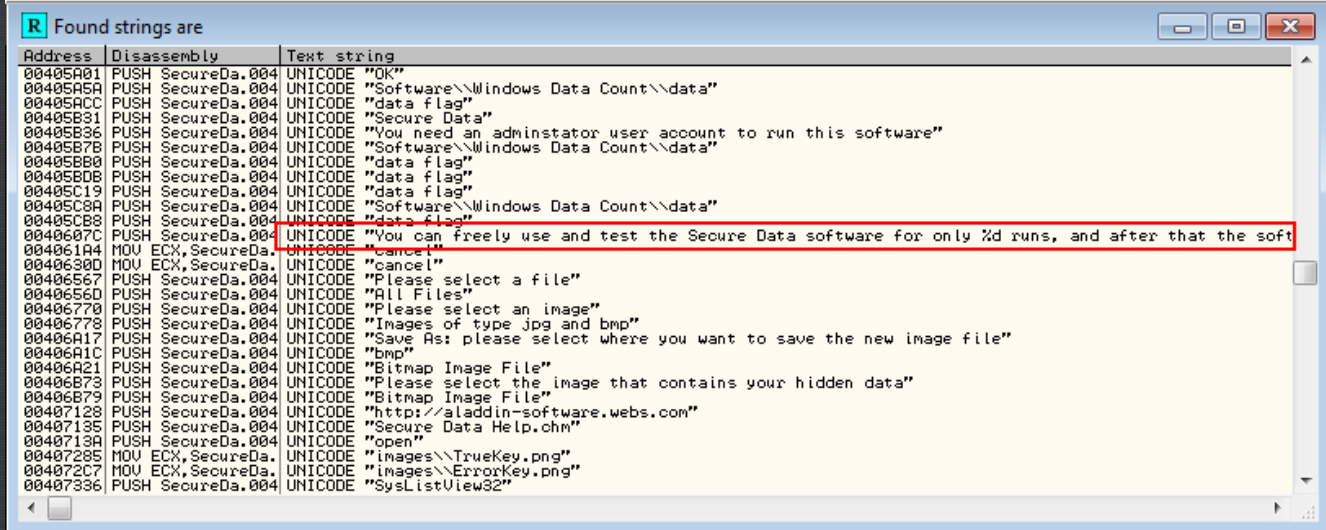 R Found strings are
Address Disassembly Text string
00405A01 PUSH SecureDa.004 UNICODE "OK"
00405A5A PUSH SecureDa.004 UNICODE "Software\\Windows Data Count\\data"
00405ACC PUSH SecureDa.004 UNICODE "data flag"
00405B31 PUSH SecureDa.004 UNICODE "Secure Data"
00405B36 PUSH SecureDa.004 UNICODE "You need an adminstator user account to run this software"
00405B7B PUSH SecureDa.004 UNICODE "Software\\Windows Data Count\\data"
00405BB0 PUSH SecureDa.004 UNICODE "data flag"
00405BDB PUSH SecureDa.004 UNICODE "data flag"
00405C19 PUSH SecureDa.004 UNICODE "data flag"
00405C8A PUSH SecureDa.004 UNICODE "Software\\Windows Data Count\\data"
00405CB8 PUSH SecureDa.004 UNICODE "data flag"
0040607C PUSH SecureDa.004 UNICODE "You can freely use and test the Secure Data software for only %d runs, and after that the soft
004061A4 MOV ECX,SecureDa. UNICODE "cancel"
0040630D MOV ECX,SecureDa. UNICODE "cancel"
00406567 PUSH SecureDa.004 UNICODE "Please select a file"
0040656D PUSH SecureDa.004 UNICODE "All Files"
00406770 PUSH SecureDa.004 UNICODE "Please select an image"
00406778 PUSH SecureDa.004 UNICODE "Images of type jpg and bmp"
00406A17 PUSH SecureDa.004 UNICODE "Save As: please select where you want to save the new image file"
00406A1C PUSH SecureDa.004 UNICODE "bmp"
00406A21 PUSH SecureDa.004 UNICODE "Bitmap Image File"
00406B73 PUSH SecureDa.004 UNICODE "Please select the image that contains your hidden data"
00406B79 PUSH SecureDa.004 UNICODE "Bitmap Image File"
00407128 PUSH SecureDa.004 UNICODE "http://aladdin-software.webs.com"
00407135 PUSH SecureDa.004 UNICODE "Secure Data Help.chm"
0040713A PUSH SecureDa.004 UNICODE "open"
00407285 MOV ECX,SecureDa. UNICODE "images\\TrueKey.png"
004072C7 MOV ECX,SecureDa. UNICODE "images\\ErrorKey.png"
00407336 PUSH SecureDa.004 UNICODE "SysListView32"